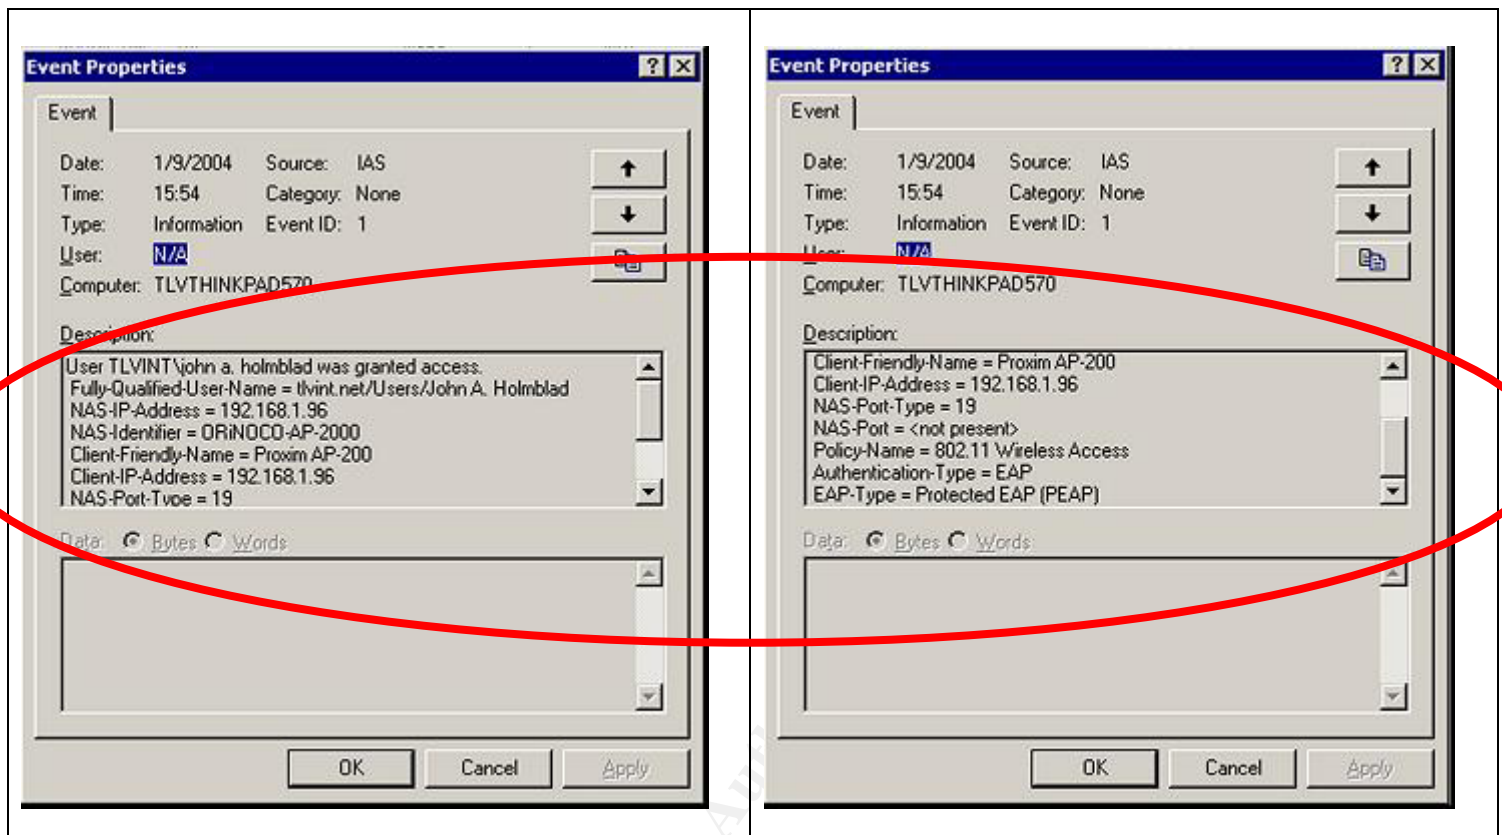 Event Properties
Event
Date: 1/9/2004 Source: IAS
Time: 15:54 Category: None
Type: Information Event ID: 1
User: N/A
Computer: TLVTHINKPAD570
Description:
User TLVINT\john a. holmblad was granted access.
Fully-Qualified-User-Name = tlvint.net/Users/John A. Holmblad
NAS-IP-Address = 192.168.1.96
NAS-Identifier = ORiNOCO-AP-2000
Client-Friendly-Name = Proxim AP-200
Client-IP-Address = 192.168.1.96
NAS-Port-Type = 19
Data: Bytes Words
OK Cancel Apply
Event Properties
Event
Date: 1/9/2004 Source: IAS
Time: 15:54 Category: None
Type: Information Event ID: 1
User: N/A
Computer: TLVTHINKPAD570
Description:
Client-Friendly-Name = Proxim AP-200
Client-IP-Address = 192.168.1.96
NAS-Port-Type = 19
NAS-Port = <not present>
Policy-Name = 802.11 Wireless Access
Authentication-Type = EAP
EAP-Type = Protected EAP (PEAP)
Data: Bytes Words
OK Cancel Apply